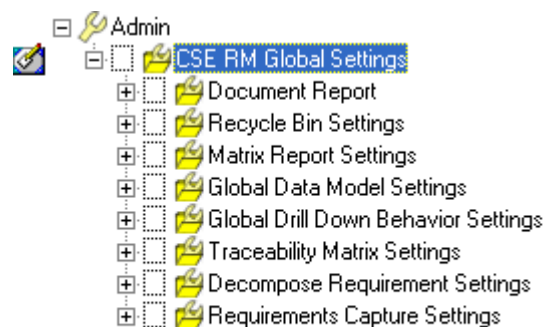 Admin
CSE RM Global Settings
Document Report
Recycle Bin Settings
Matrix Report Settings
Global Data Model Settings
Global Drill Down Behavior Settings
Traceability Matrix Settings
Decompose Requirement Settings
Requirements Capture Settings